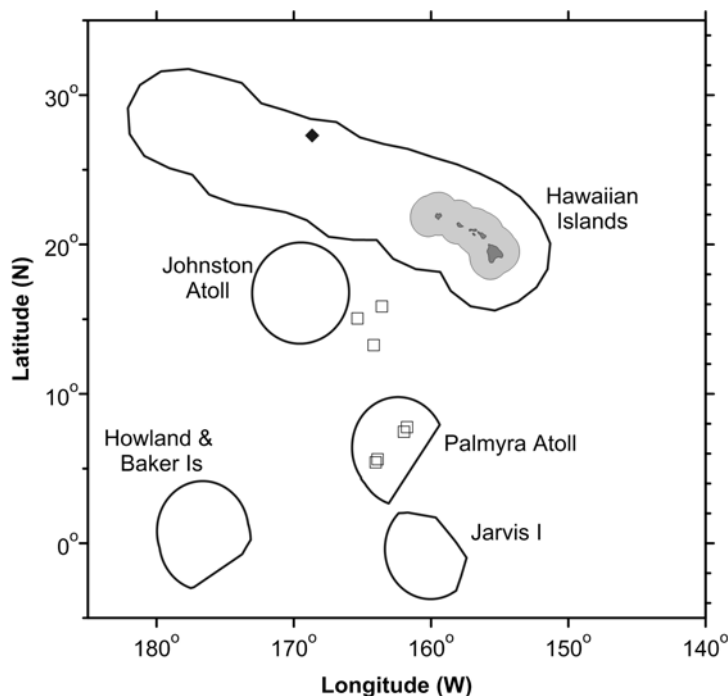 30°
20°
10°
0°
Latitude (N)
Hawaiian
Islands
Johnston
Atoll
Howland &
Baker Is
Palmyra Atoll
Jarvis I
180°
170°
160°
150°
140°
Longitude (W)